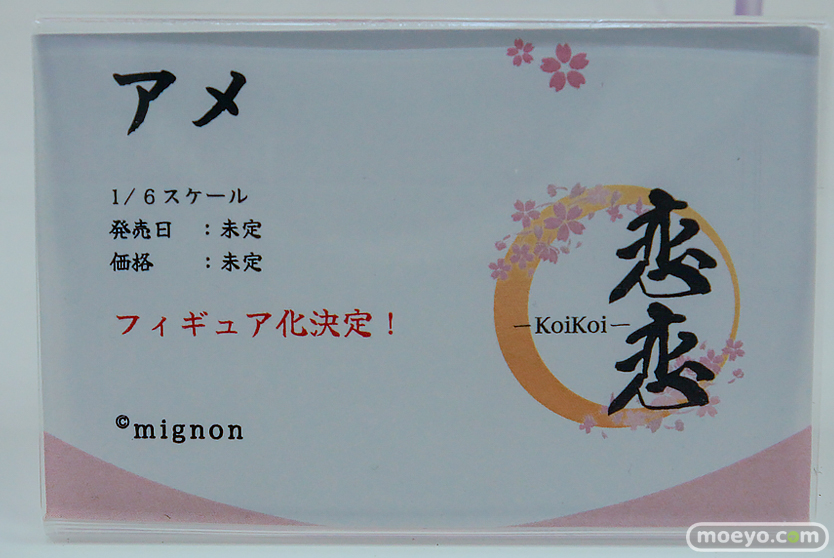 アメ
1/6スケール
発売日 ：未定
価格 ：未定
フィギュア化決定！
©mignon
恋恋
－KoiKoi－
moeyo.com